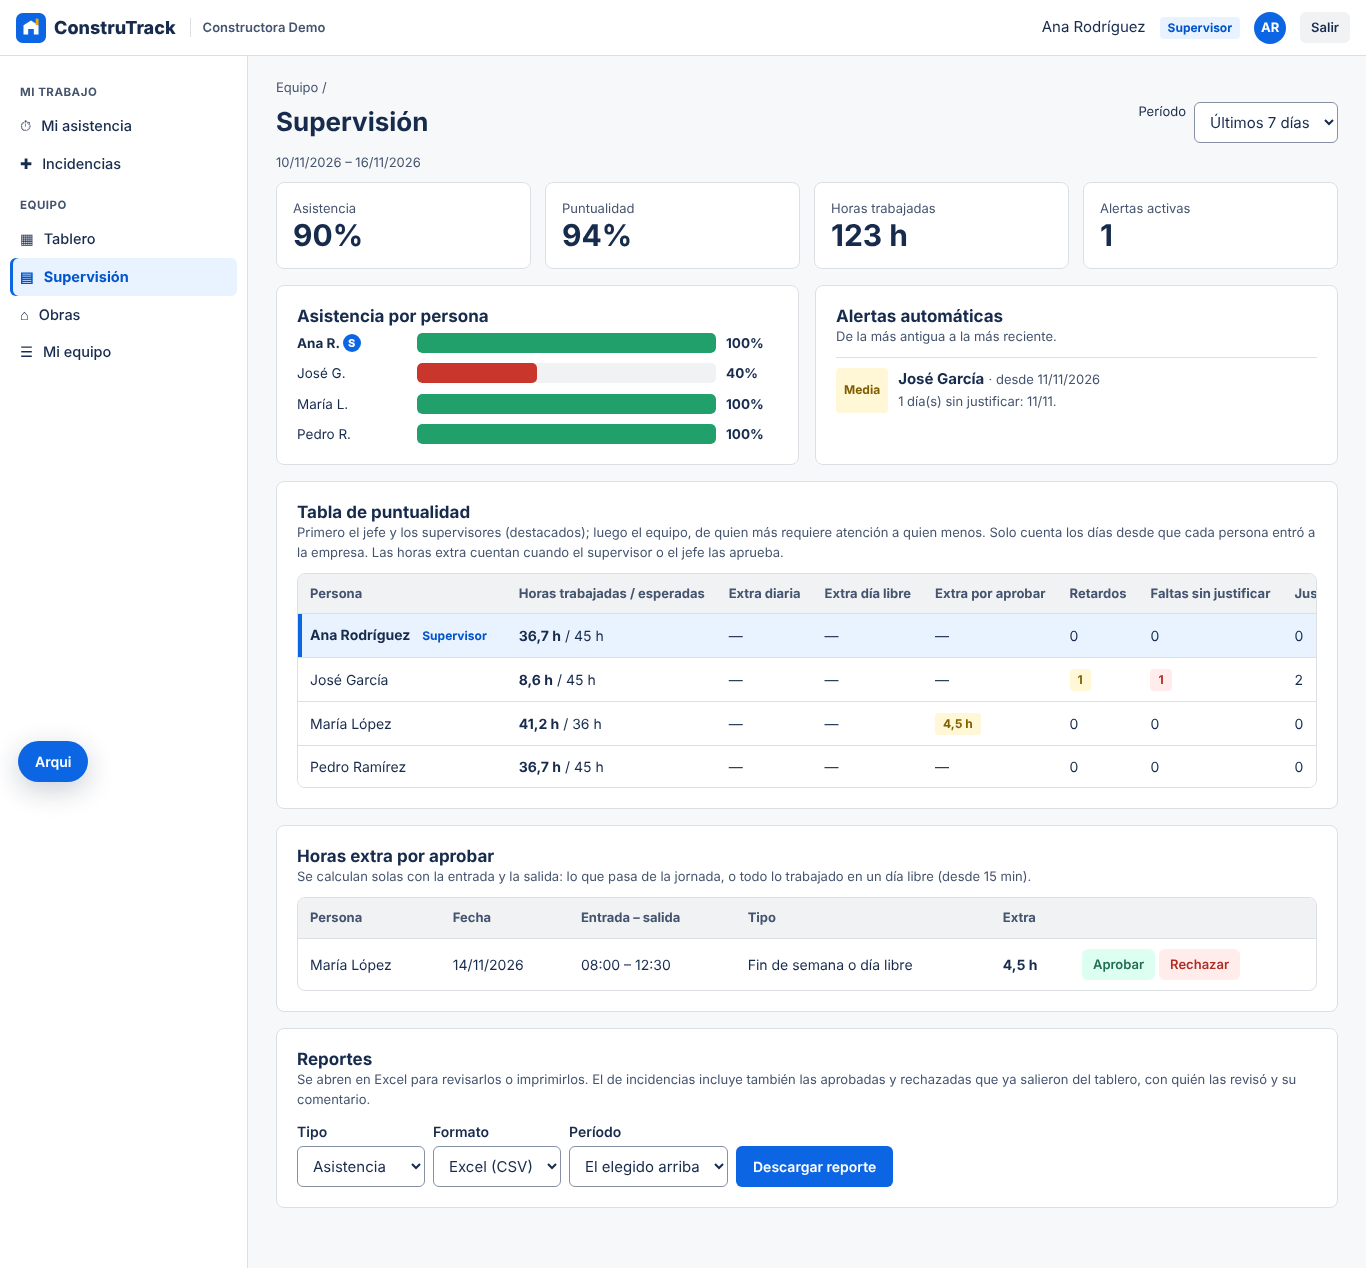 ConstruTrack
Constructora Demo
Ana Rodríguez
Supervisor
AR
Salir
MI TRABAJO
Mi asistencia
Incidencias
EQUIPO
Tablero
Supervisión
Obras
Mi equipo
Arqui
Equipo /
Supervisión
Período
Últimos 7 días
10/11/2026 – 16/11/2026
Asistencia
90%
Puntualidad
94%
Horas trabajadas
123 h
Alertas activas
1
Asistencia por persona
Ana R. S 100%
José G. 40%
María L. 100%
Pedro R. 100%
Alertas automáticas
De la más antigua a la más reciente.
Media
José García · desde 11/11/2026
1 día(s) sin justificar: 11/11.
Tabla de puntualidad
Primero el jefe y los supervisores (destacados); luego el equipo, de quien más requiere atención a quien menos. Solo cuenta los días desde que cada persona entró a
la empresa. Las horas extra cuentan cuando el supervisor o el jefe las aprueba.
Persona Horas trabajadas / esperadas Extra diaria Extra día libre Extra por aprobar Retardos Faltas sin justificar Jus
Ana Rodríguez Supervisor 36,7 h / 45 h — — — 0 0 0
José García 8,6 h / 45 h — — — 1 1 2
María López 41,2 h / 36 h — — 4,5 h 0 0 0
Pedro Ramírez 36,7 h / 45 h — — — 0 0 0
Horas extra por aprobar
Se calculan solas con la entrada y la salida: lo que pasa de la jornada, o todo lo trabajado en un día libre (desde 15 min).
Persona Fecha Entrada – salida Tipo Extra
María López 14/11/2026 08:00 – 12:30 Fin de semana o día libre 4,5 h Aprobar Rechazar
Reportes
Se abren en Excel para revisarlos o imprimirlos. El de incidencias incluye también las aprobadas y rechazadas que ya salieron del tablero, con quién las revisó y su
comentario.
Tipo Formato Período
Asistencia Excel (CSV) El elegido arriba Descargar reporte